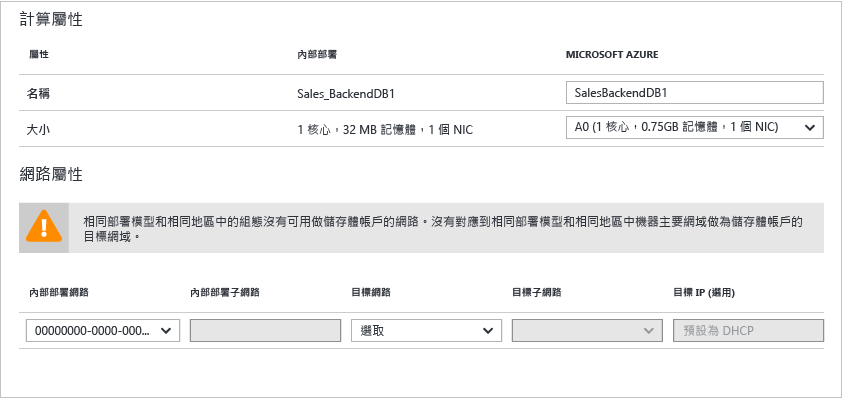 計算屬性
屬性 內部部署 MICROSOFT AZURE
名稱 Sales_BackendDB1 SalesBackendDB1
大小 1 核心，32 MB 記憶體，1 個 NIC A0 (1 核心，0.75GB 記憶體，1 個 NIC)
網路屬性
相同部署模型和相同地區中的組態沒有可用做儲存體帳戶的網路。沒有對應到相同部署模型和相同地區中機器主要網域做為儲存體帳戶的
目標網域。
內部部署網路 內部部署子網路 目標網路 目標子網路 目標 IP (選用)
00000000-0000-000... 選取 預設為 DHCP